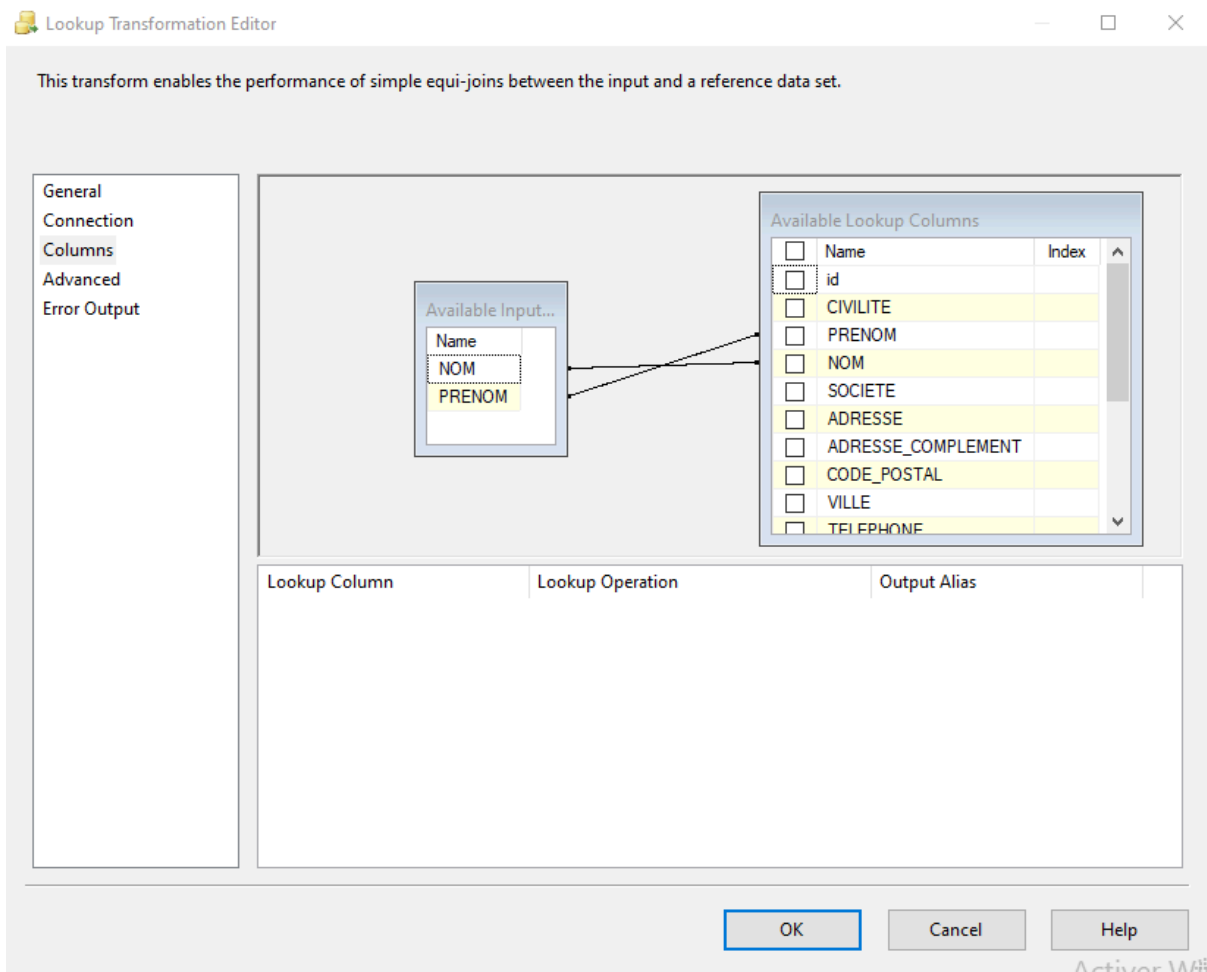 Lookup Transformation Editor
This transform enables the performance of simple equi-joins between the input and a reference data set.
General
Connection
Columns
Advanced
Error Output
Available Input...
Name
NOM
PRENOM
Available Lookup Columns
Name Index
id
CIVILITE
PRENOM
NOM
SOCIETE
ADRESSE
ADRESSE_COMPLEMENT
CODE_POSTAL
VILLE
TELEPHONE
Lookup Column Lookup Operation Output Alias
OK Cancel Help
Activer